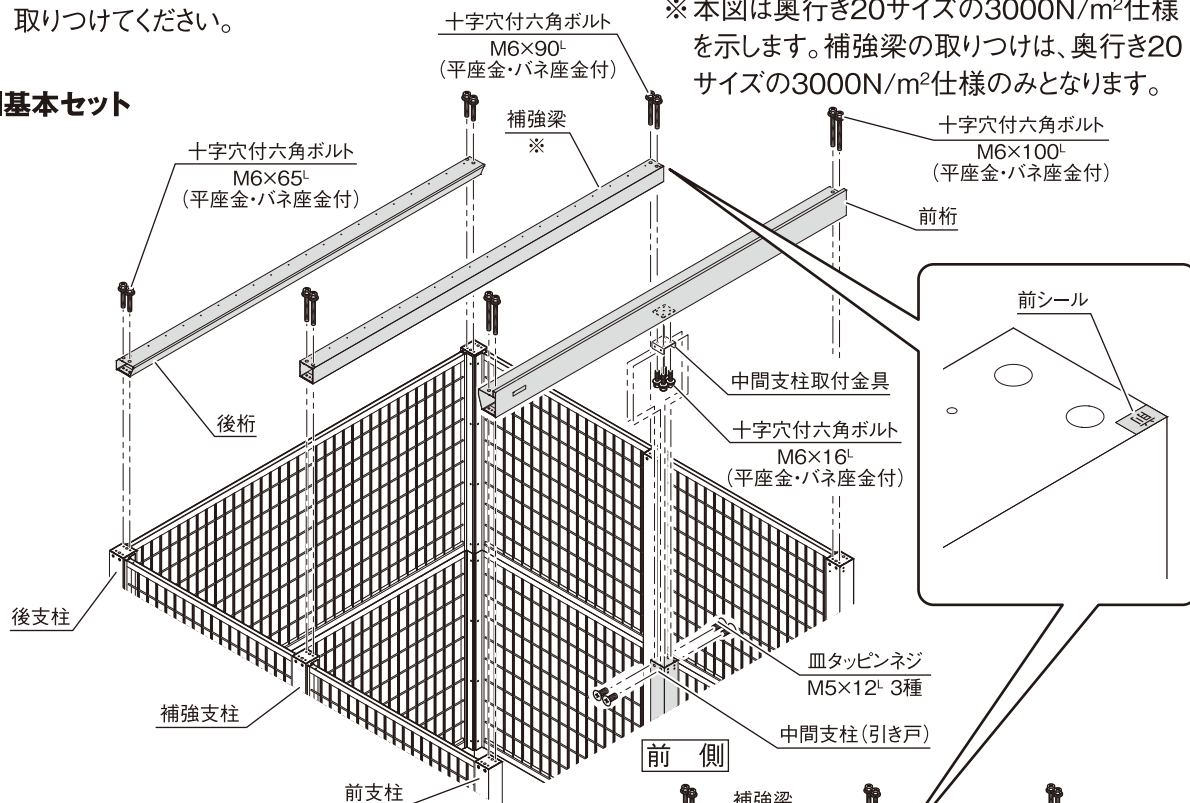 取りつけてください。
※本図は奥行き20サイズの3000N/m²仕様
を示します。補強梁の取りつけは、奥行き20
サイズの3000N/m²仕様のみとなります。
基本セット
十字穴付六角ボルト
M6×90ᴸ
(平座金・バネ座金付)
補強梁
※
十字穴付六角ボルト
M6×65ᴸ
(平座金・バネ座金付)
十字穴付六角ボルト
M6×100ᴸ
(平座金・バネ座金付)
前桁
前シール
前
中間支柱取付金具
後桁
十字穴付六角ボルト
M6×16ᴸ
(平座金・バネ座金付)
後支柱
皿タッピンネジ
M5×12ᴸ 3種
補強支柱
中間支柱(引き戸)
前側
前支柱
補強梁